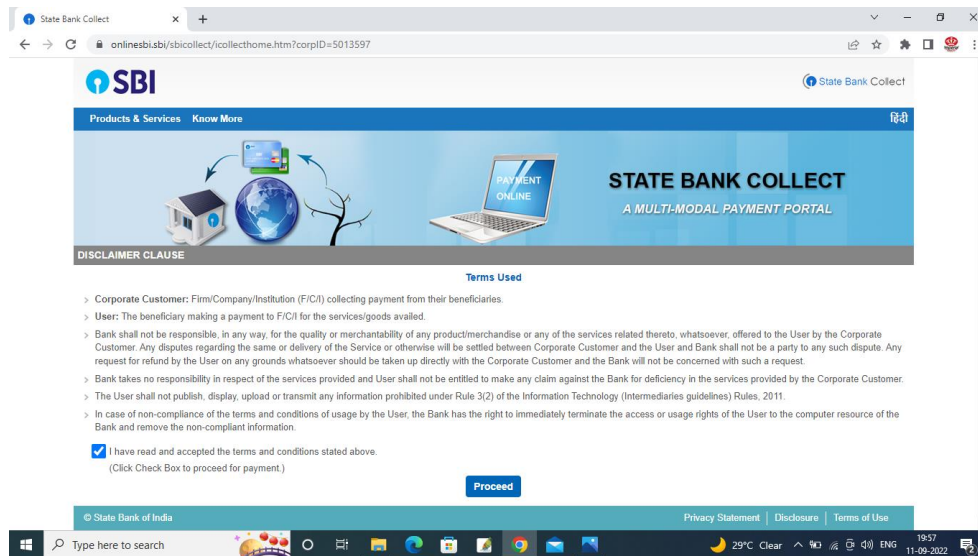 State Bank Collect
onlinesbi.sbi/sbicollect/icollecthome.htm?corpID=5013597
SBI
State Bank Collect
Products & Services Know More हिंदी
PAYMENT
ONLINE
STATE BANK COLLECT
A MULTI-MODAL PAYMENT PORTAL
DISCLAIMER CLAUSE
Terms Used
> Corporate Customer: Firm/Company/Institution (F/C/I) collecting payment from their beneficiaries.
> User: The beneficiary making a payment to F/C/I for the services/goods availed.
> Bank shall not be responsible, in any way, for the quality or merchantability of any product/merchandise or any of the services related thereto, whatsoever, offered to the User by the Corporate
Customer. Any disputes regarding the same or delivery of the Service or otherwise will be settled between Corporate Customer and the User and Bank shall not be a party to any such dispute. Any
request for refund by the User on any grounds whatsoever should be taken up directly with the Corporate Customer and the Bank will not be concerned with such a request.
> Bank takes no responsibility in respect of the services provided and User shall not be entitled to make any claim against the Bank for deficiency in the services provided by the Corporate Customer.
> The User shall not publish, display, upload or transmit any information prohibited under Rule 3(2) of the Information Technology (Intermediaries guidelines) Rules, 2011.
> In case of non-compliance of the terms and conditions of usage by the User, the Bank has the right to immediately terminate the access or usage rights of the User to the computer resource of the
Bank and remove the non-compliant information.
I have read and accepted the terms and conditions stated above.
(Click Check Box to proceed for payment.)
Proceed
© State Bank of India Privacy Statement | Disclosure | Terms of Use
Type here to search 29°C Clear ENG 19:57
11-09-2022